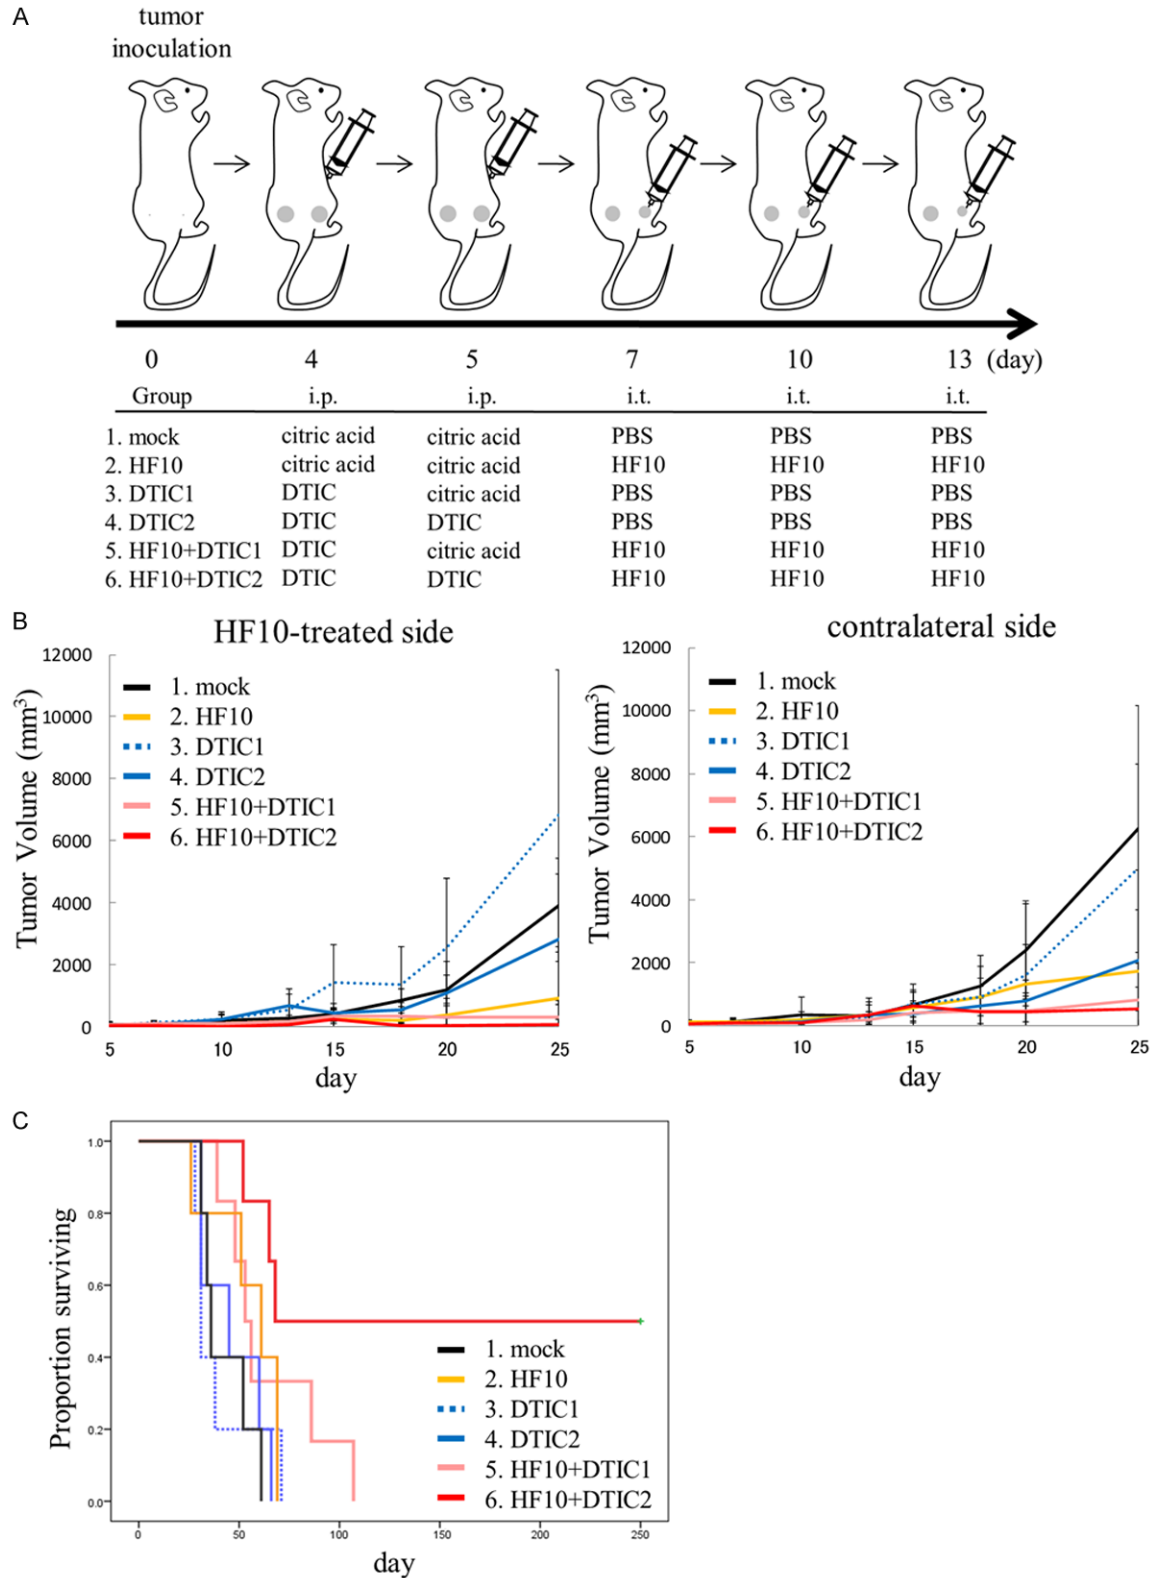 A
tumor
inoculation
0 4 5 7 10 13 (day)
Group i.p. i.p. i.t. i.t. i.t.
1. mock citric acid citric acid PBS PBS PBS
2. HF10 citric acid citric acid HF10 HF10 HF10
3. DTIC1 DTIC citric acid PBS PBS PBS
4. DTIC2 DTIC DTIC PBS PBS PBS
5. HF10+DTIC1 DTIC citric acid HF10 HF10 HF10
6. HF10+DTIC2 DTIC DTIC HF10 HF10 HF10
B
HF10-treated side
Tumor Volume (mm³)
12000
10000
8000
6000
4000
2000
0
1. mock
2. HF10
3. DTIC1
4. DTIC2
5. HF10+DTIC1
6. HF10+DTIC2
5 10 15 20 25
day
contralateral side
Tumor Volume (mm³)
12000
10000
8000
6000
4000
2000
0
1. mock
2. HF10
3. DTIC1
4. DTIC2
5. HF10+DTIC1
6. HF10+DTIC2
5 10 15 20 25
day
C
Proportion surviving
1.0
0.8
0.6
0.4
0.2
0.0
1. mock
2. HF10
3. DTIC1
4. DTIC2
5. HF10+DTIC1
6. HF10+DTIC2
0 50 100 150 200 250
day